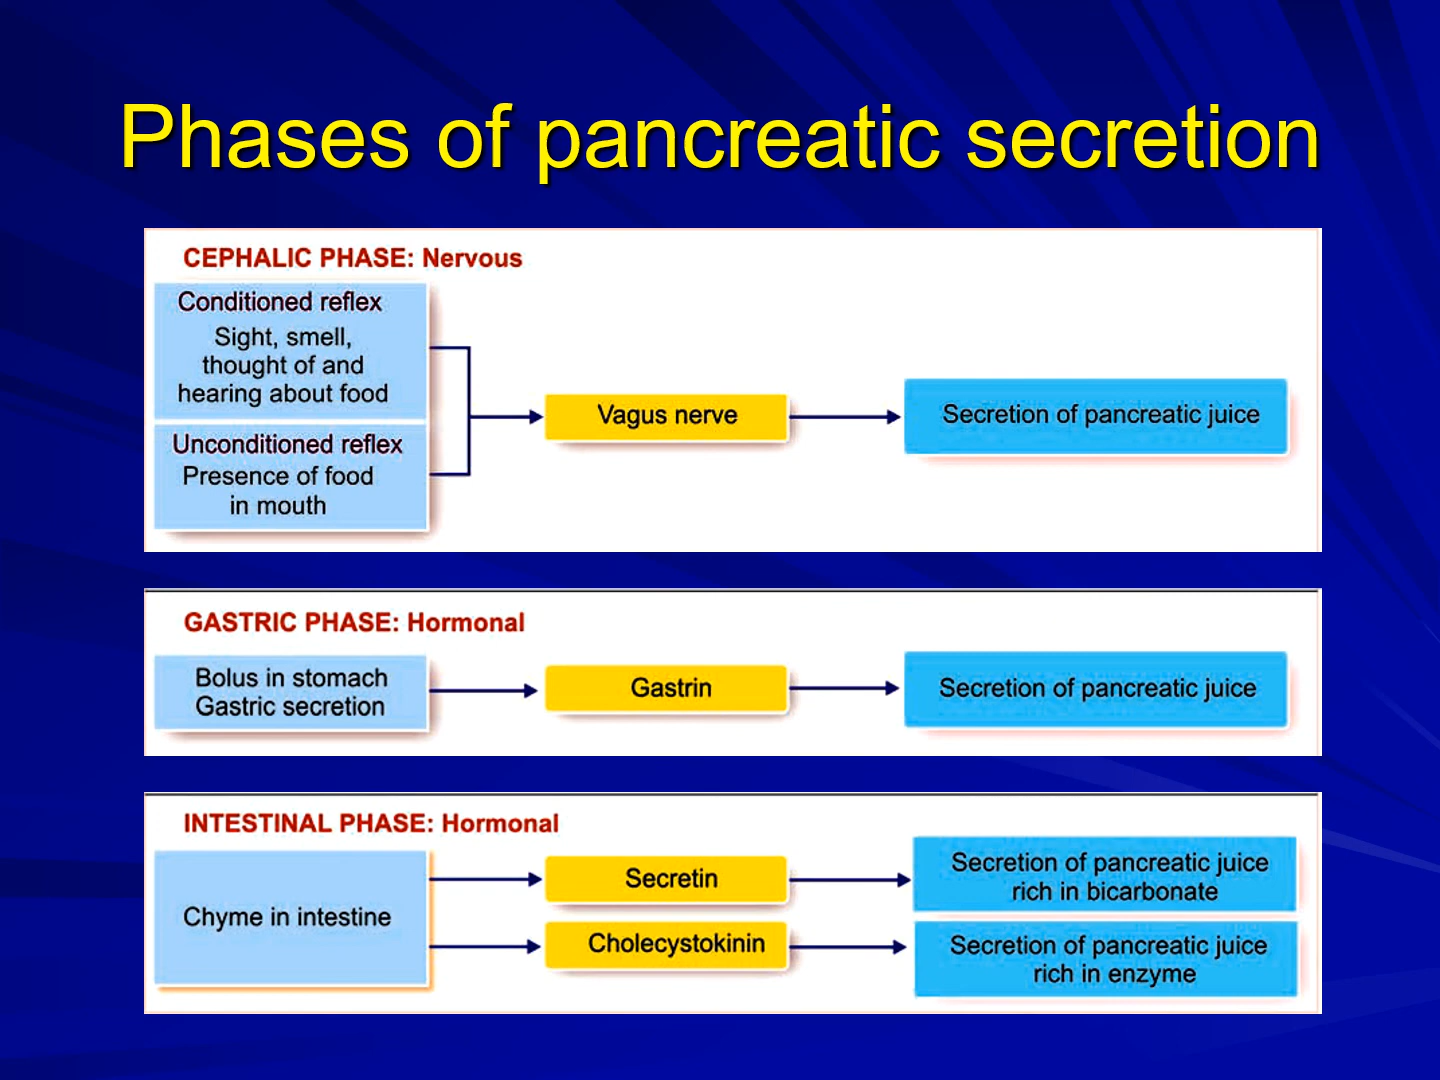 Phases of pancreatic secretion
CEPHALIC PHASE: Nervous
Conditioned reflex
Sight, smell,
thought of and
hearing about food
Unconditioned reflex
Presence of food
in mouth
Vagus nerve
Secretion of pancreatic juice
GASTRIC PHASE: Hormonal
Bolus in stomach
Gastric secretion
Gastrin
Secretion of pancreatic juice
INTESTINAL PHASE: Hormonal
Chyme in intestine
Secretin
Secretion of pancreatic juice
rich in bicarbonate
Cholecystokinin
Secretion of pancreatic juice
rich in enzyme